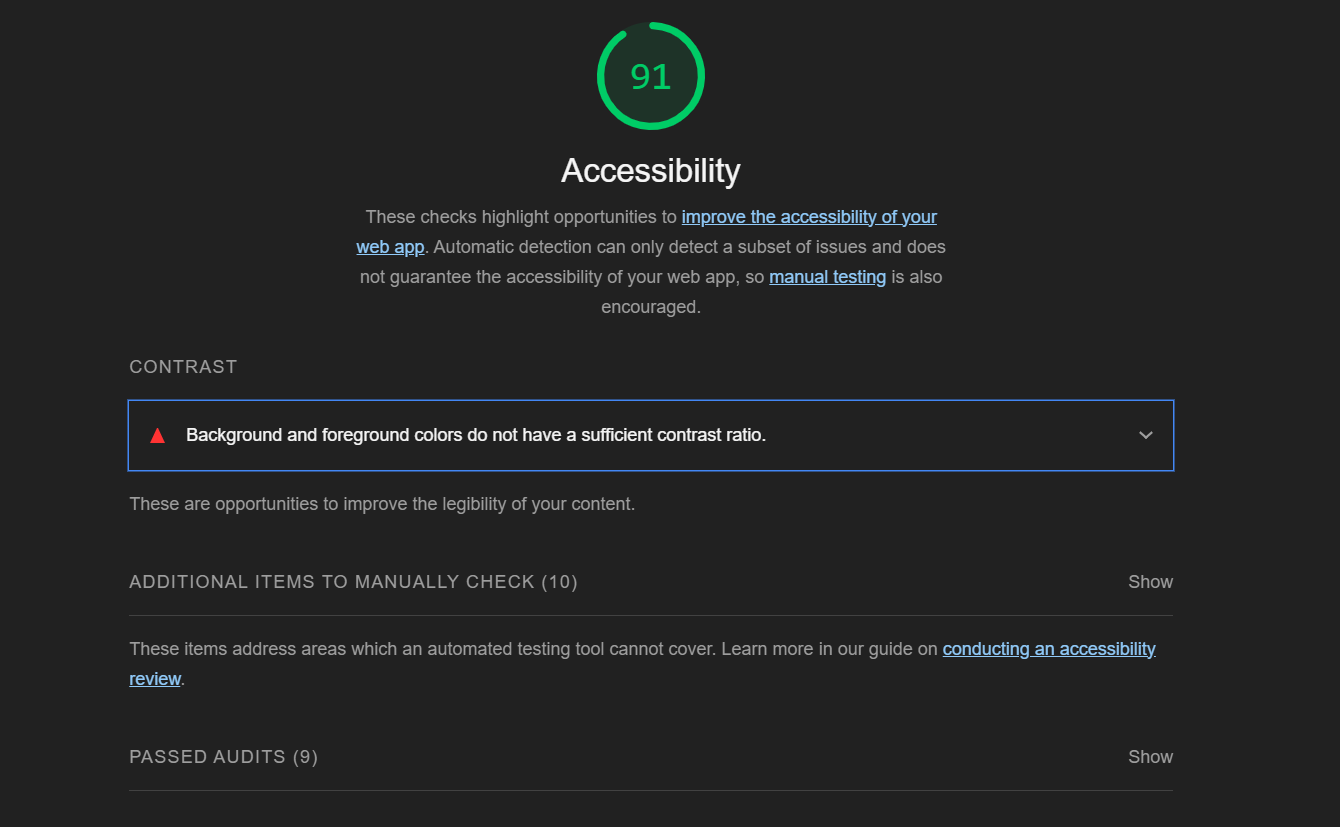 91
Accessibility
These checks highlight opportunities to improve the accessibility of your
web app. Automatic detection can only detect a subset of issues and does
not guarantee the accessibility of your web app, so manual testing is also
encouraged.
CONTRAST
Background and foreground colors do not have a sufficient contrast ratio.
These are opportunities to improve the legibility of your content.
ADDITIONAL ITEMS TO MANUALLY CHECK (10) Show
These items address areas which an automated testing tool cannot cover. Learn more in our guide on conducting an accessibility
review.
PASSED AUDITS (9) Show